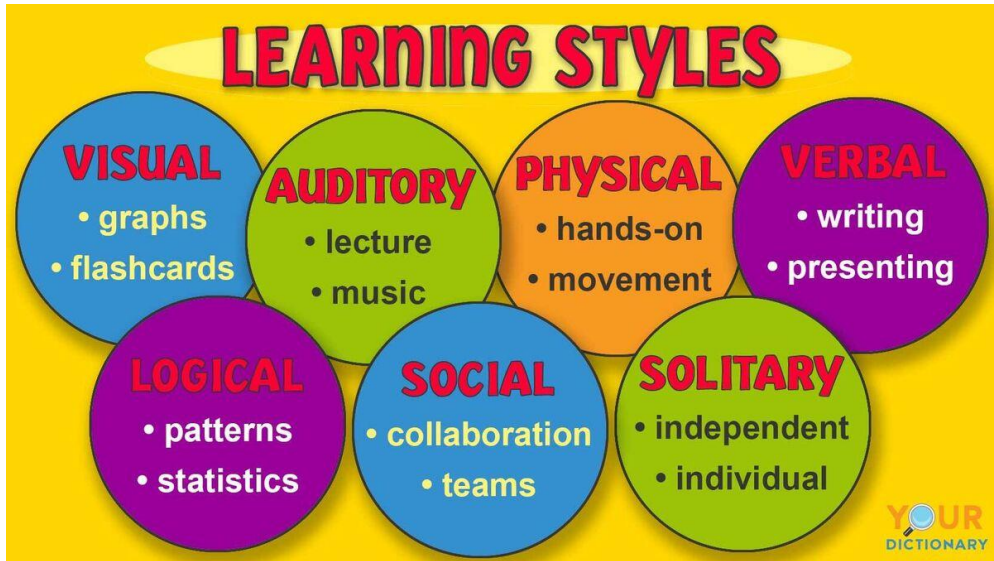 LEARNING STYLES
VISUAL
• graphs
• flashcards
AUDITORY
• lecture
• music
PHYSICAL
• hands-on
• movement
VERBAL
• writing
• presenting
LOGICAL
• patterns
• statistics
SOCIAL
• collaboration
• teams
SOLITARY
• independent
• individual
YOUR
DICTIONARY